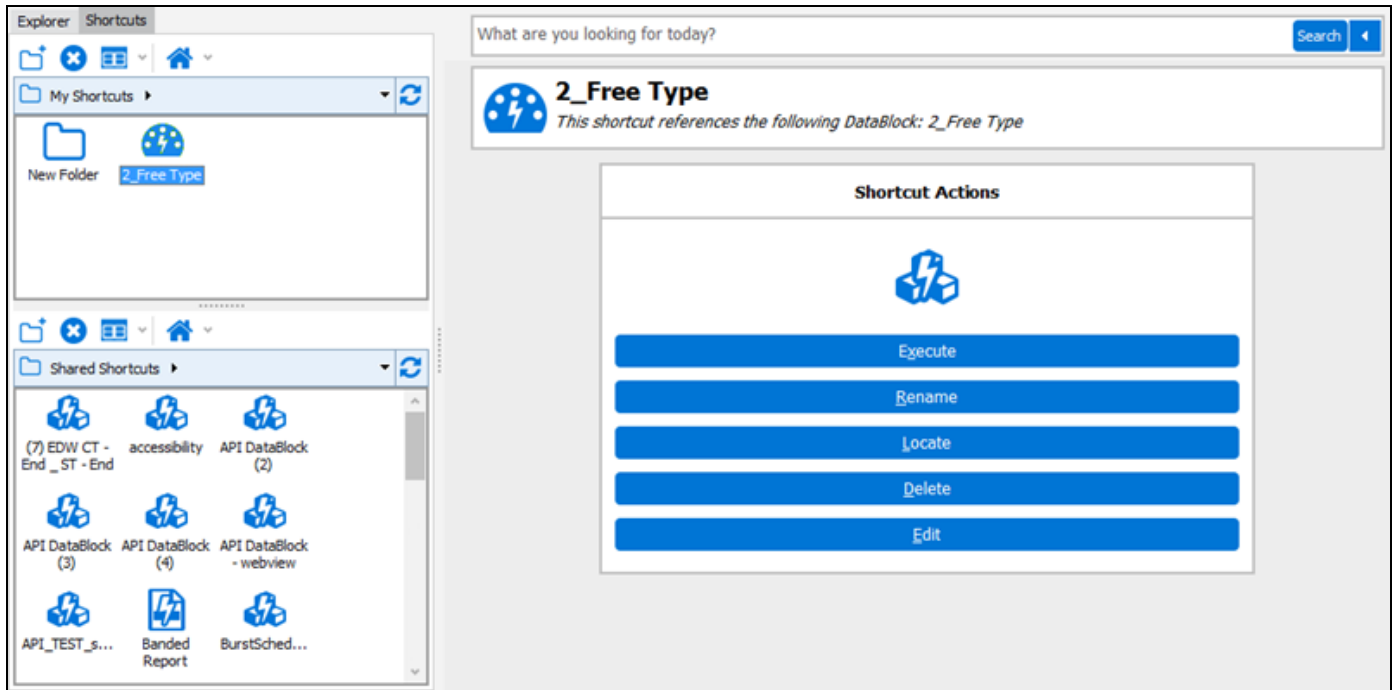 Explorer Shortcuts
My Shortcuts
New Folder 2_Free Type
Shared Shortcuts
(7) EDW CT - End _ ST - End
accessibility
API DataBlock (2)
API DataBlock (3)
API DataBlock (4)
API DataBlock - webview
API_TEST_s...
Banded Report
BurstSched...
What are you looking for today? Search
2_Free Type
This shortcut references the following DataBlock: 2_Free Type
Shortcut Actions
Execute
Rename
Locate
Delete
Edit